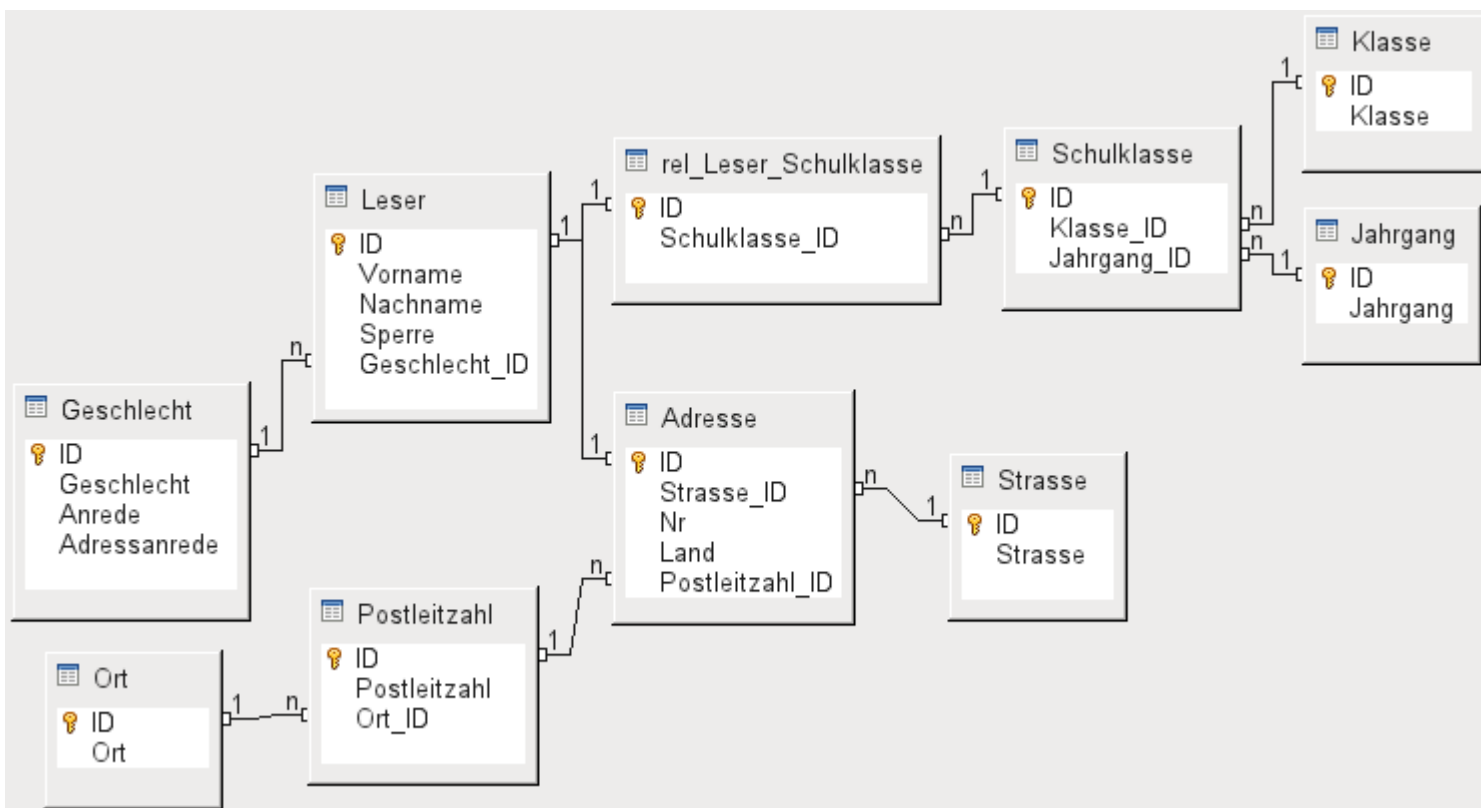 Klasse
ID
Klasse
1
Leser
ID
Vorname
Nachname
Sperre
Geschlecht_ID
1
1
n
rel_Leser_Schulklasse
ID
Schulklasse_ID
n
1
Schulklasse
ID
Klasse_ID
Jahrgang_ID
n
n
1
Jahrgang
ID
Jahrgang
Geschlecht
ID
Geschlecht
Anrede
Adressanrede
1
1
Adresse
ID
Strasse_ID
Nr
Land
Postleitzahl_ID
n
n
1
Strasse
ID
Strasse
Postleitzahl
ID
Postleitzahl
Ort_ID
1
Ort
ID
Ort
1
n